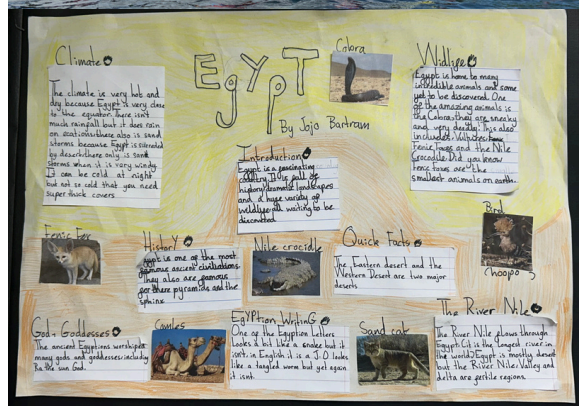 Climate
The climate is very hot and
dry because Egypt is very close
to the equator. there isn't
much rainfall but it does rain
on ocations. there also is sand
storms because Egypt is surrounded
by desert. there only is sand
storms when it is very windy.
It can be cold at night
but not so cold that you need
super thick covers
EgYPT
By Jojo Bartram
Cobra
Wildlife
Egypt is home to many
incredible animals and some
yet to be discovered. One
of the amazing animals is
the Cobra, they are sneaky
and very deadly. This also
includes: Vultures,
Fenic Foxes and the Nile
Crocodile. Did you know
fenic foxes are the
smallest animals on earth.
Introduction
Egypt is a fascinating
country. It is full of
history, dramatic landscapes
and a huge variety of
wildlife all waiting to be
discovered
Fenic Fox
History
Egypt is one of the most
famous ancient civilisations.
They also are famous
for there pyramids and the
sphinx
Nile crocidle
Quick Facts
The Eastern desert and the
Western Desert are two major
deserts
Bird
(hoopo)
God + Goddesses
The ancient Egyptians worshiped
many gods and goddesses including
Ra the sun God.
Camles
EgYPtion WritinG
One of the Egyption Letters
looks a bit like a snake but it
isn't, in English it is a J. O looks
like a tangled worm but yet again
it isnt.
Sand cat
The River Nile
The River Nile flows through
Egypt. It is the longest river in
the world. Egypt is mostly desert
but the River Nile, Valley and
delta are fertile regions.